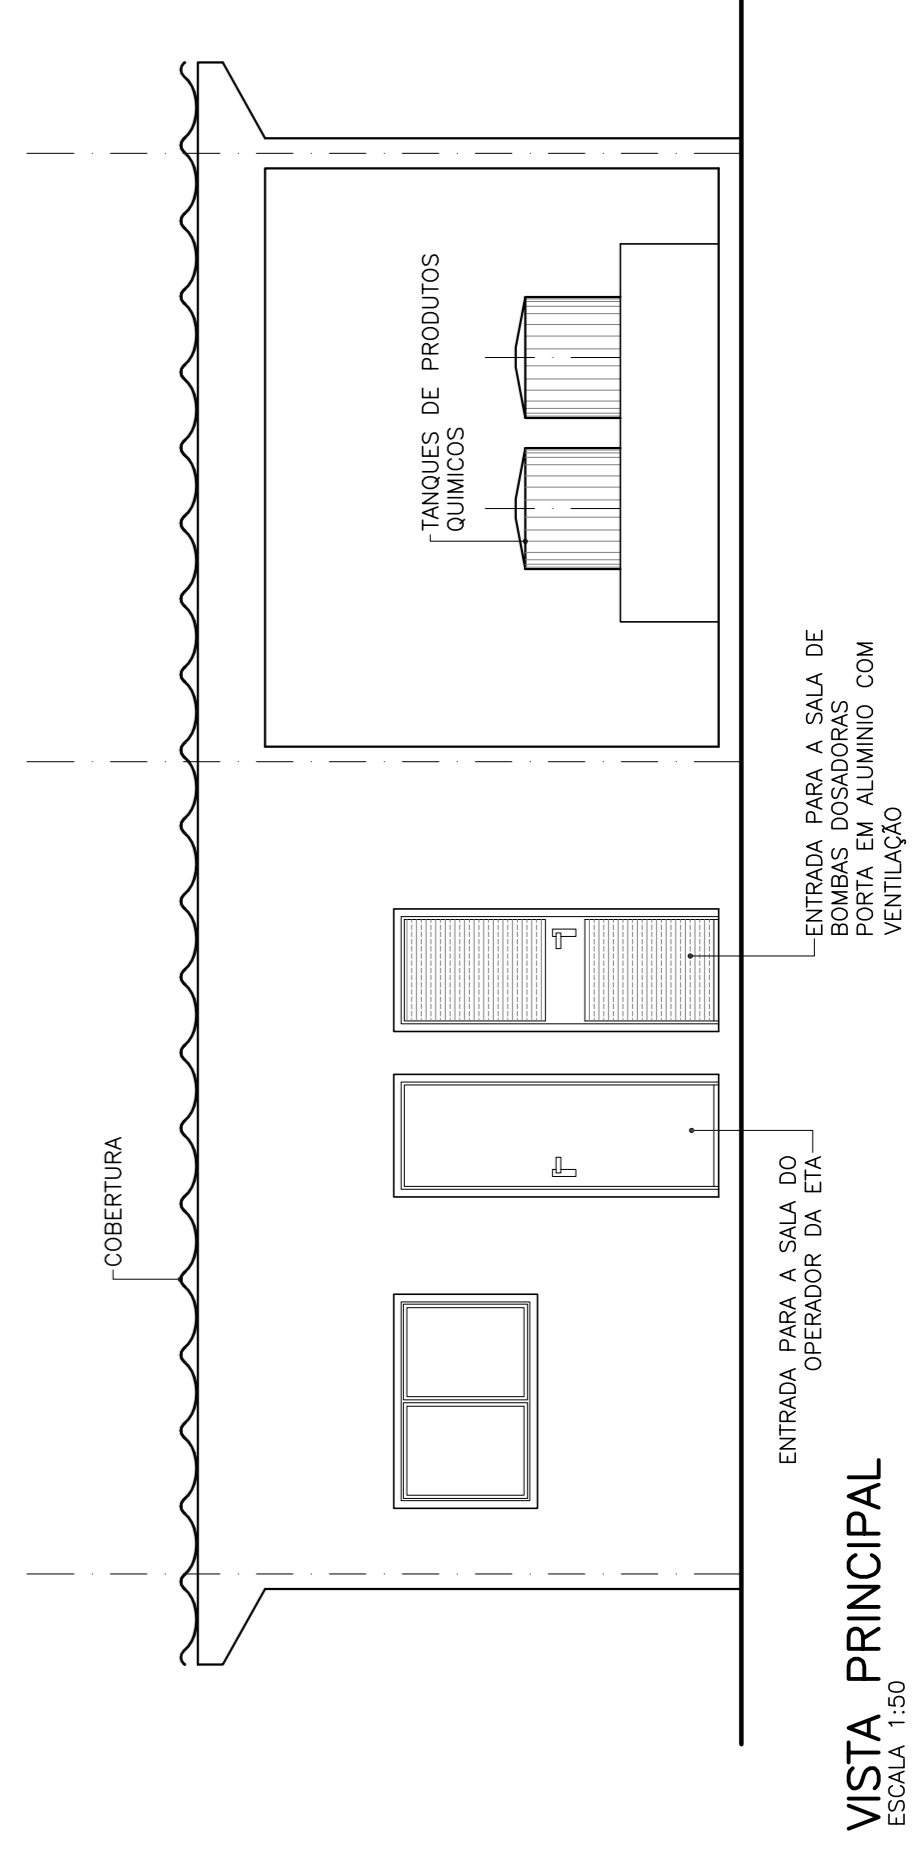 COBERTURA
TANQUES DE PRODUTOS
QUIMICOS
ENTRADA PARA A SALA DO
OPERADOR DA ETA
ENTRADA PARA A SALA DE
BOMBAS DOSADORAS
PORTA EM ALUMINIO COM
VENTILAÇÃO
VISTA PRINCIPAL
ESCALA 1:50